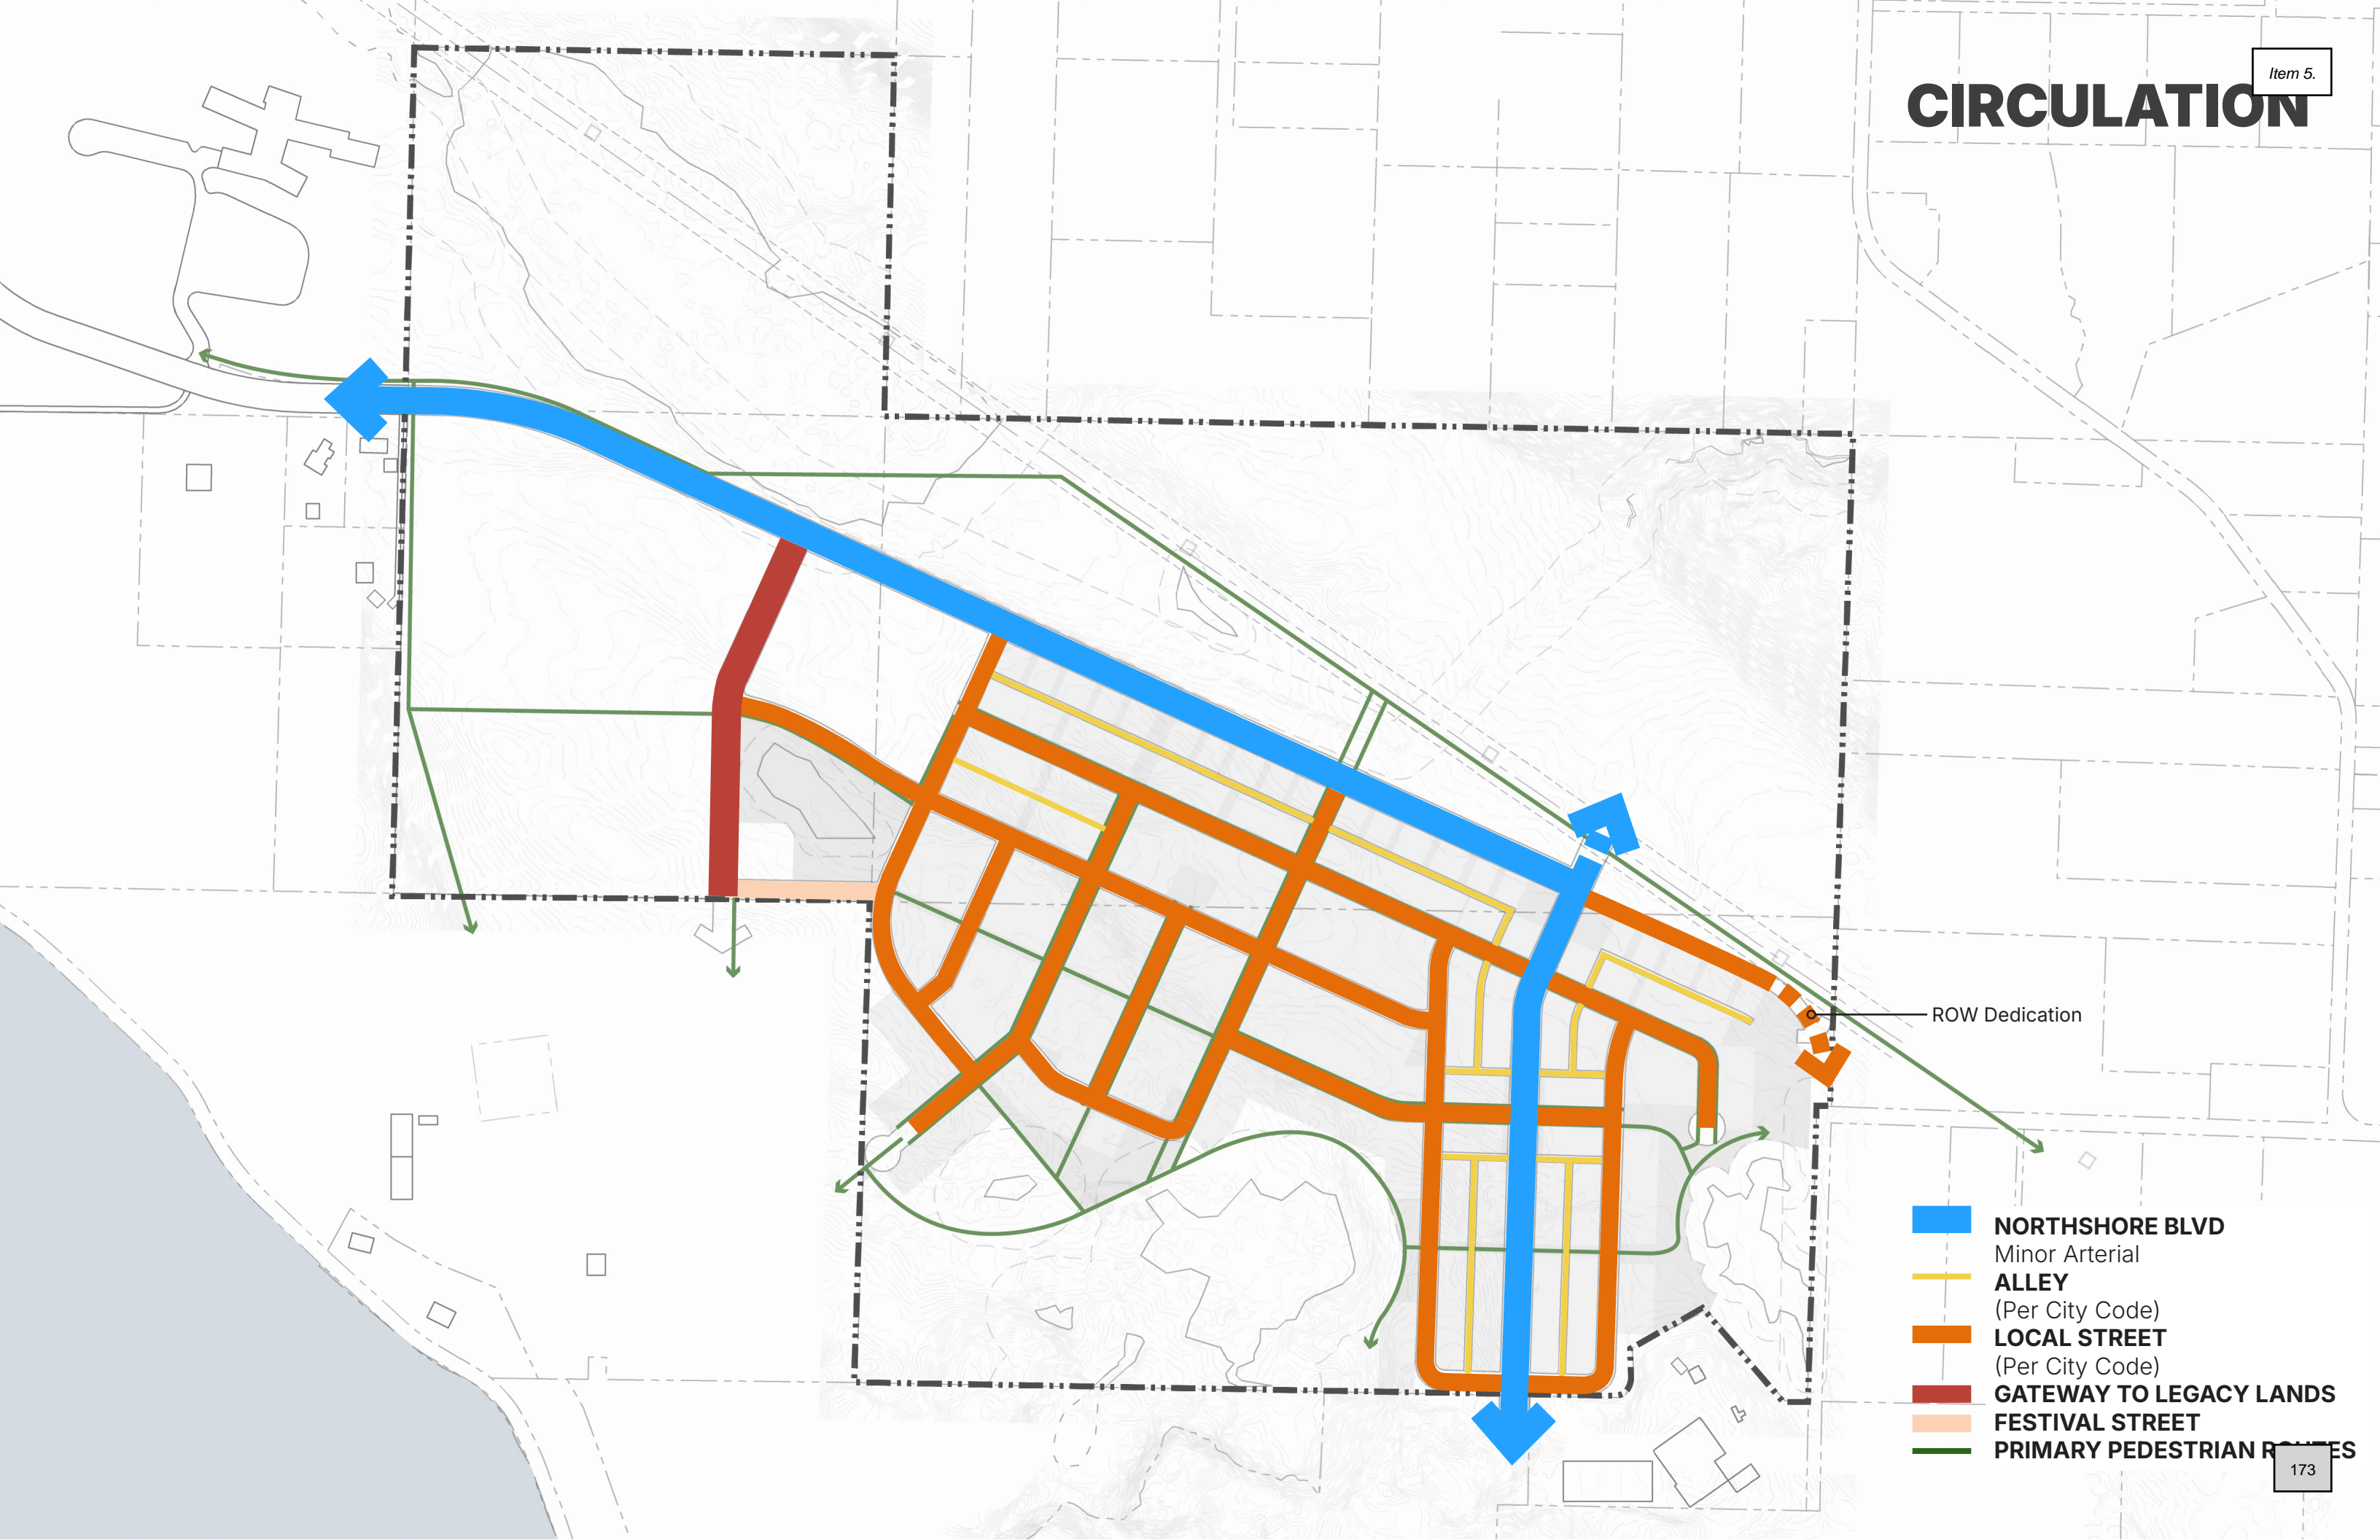 Item 5.
CIRCULATION
ROW Dedication
NORTHSHORE BLVD
Minor Arterial
ALLEY
(Per City Code)
LOCAL STREET
(Per City Code)
GATEWAY TO LEGACY LANDS
FESTIVAL STREET
PRIMARY PEDESTRIAN ROUTES
173